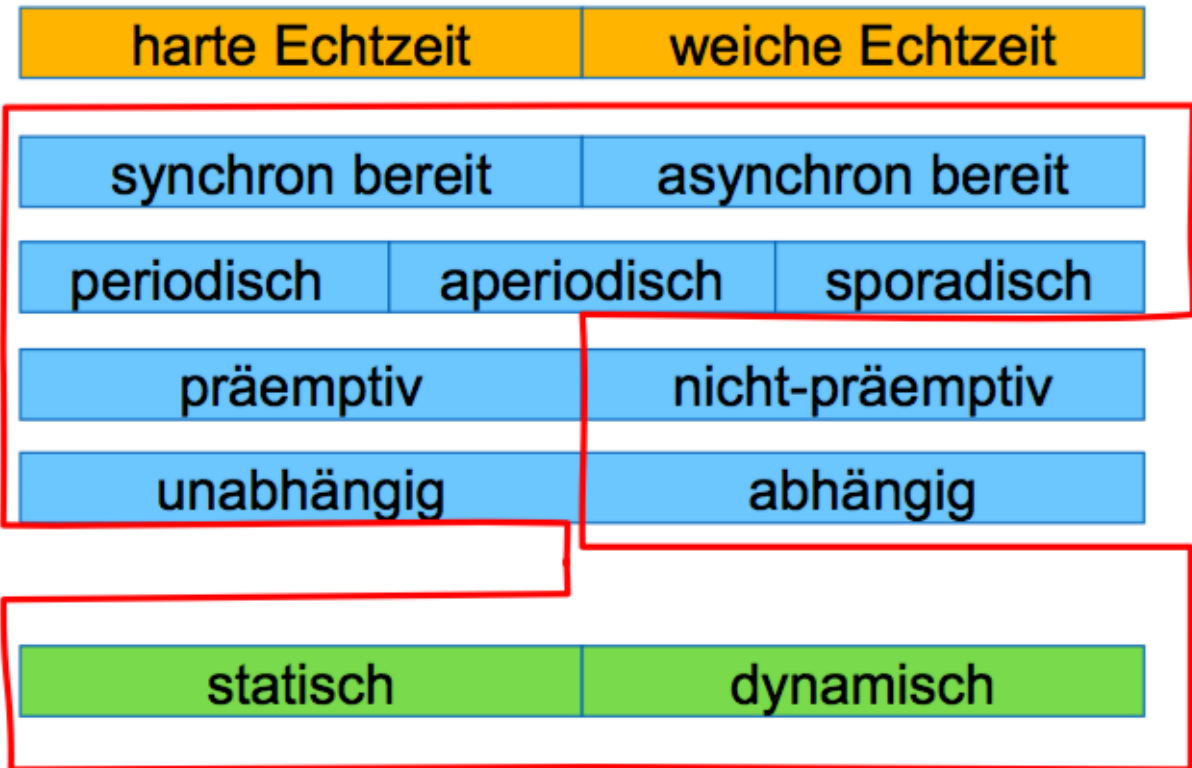 harte Echtzeit weiche Echtzeit
synchron bereit asynchron bereit
periodisch aperiodisch sporadisch
präemptiv nicht-präemptiv
unabhängig abhängig
statisch dynamisch